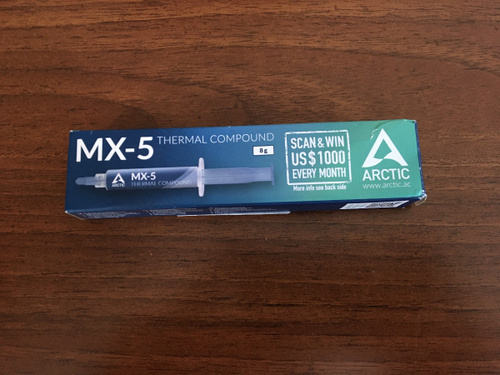 MX-5 THERMAL COMPOUND
8g
ARCTIC
MX-5
THERMAL COMPOUND
SCAN & WIN
US$1000
EVERY MONTH
More info see back side
ARCTIC
www.arctic.ac